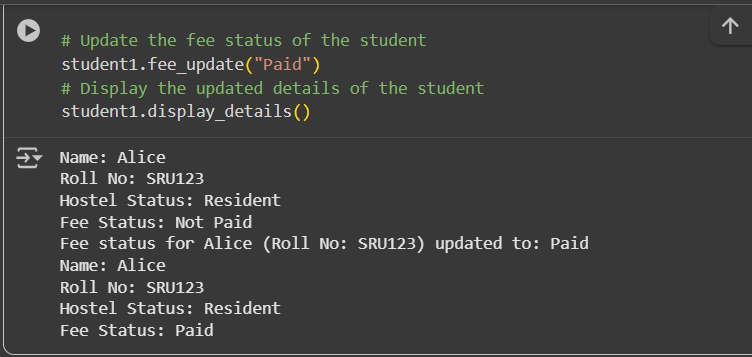 # Update the fee status of the student
student1.fee_update("Paid")
# Display the updated details of the student
student1.display_details()
Name: Alice
Roll No: SRU123
Hostel Status: Resident
Fee Status: Not Paid
Fee status for Alice (Roll No: SRU123) updated to: Paid
Name: Alice
Roll No: SRU123
Hostel Status: Resident
Fee Status: Paid